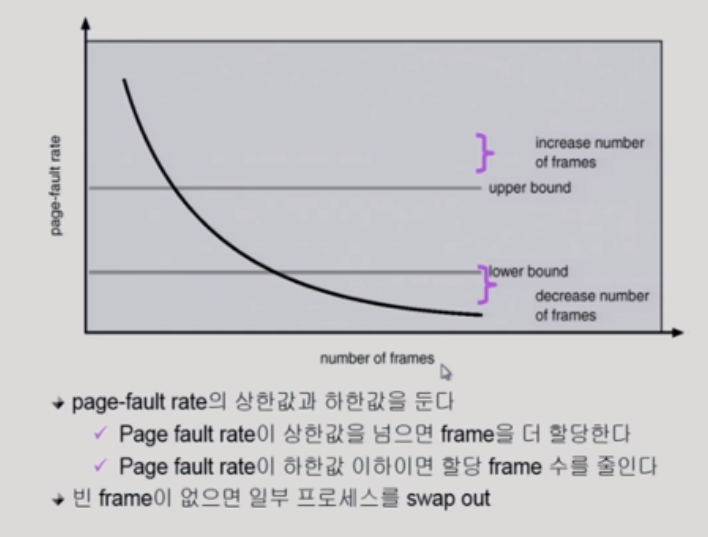 page-fault rate
increase number
of frames
upper bound
lower bound
decrease number
of frames
number of frames
page-fault rate의 상한값과 하한값을 둔다
Page fault rate이 상한값을 넘으면 frame을 더 할당한다
Page fault rate이 하한값 이하이면 할당 frame 수를 줄인다
빈 frame이 없으면 일부 프로세스를 swap out